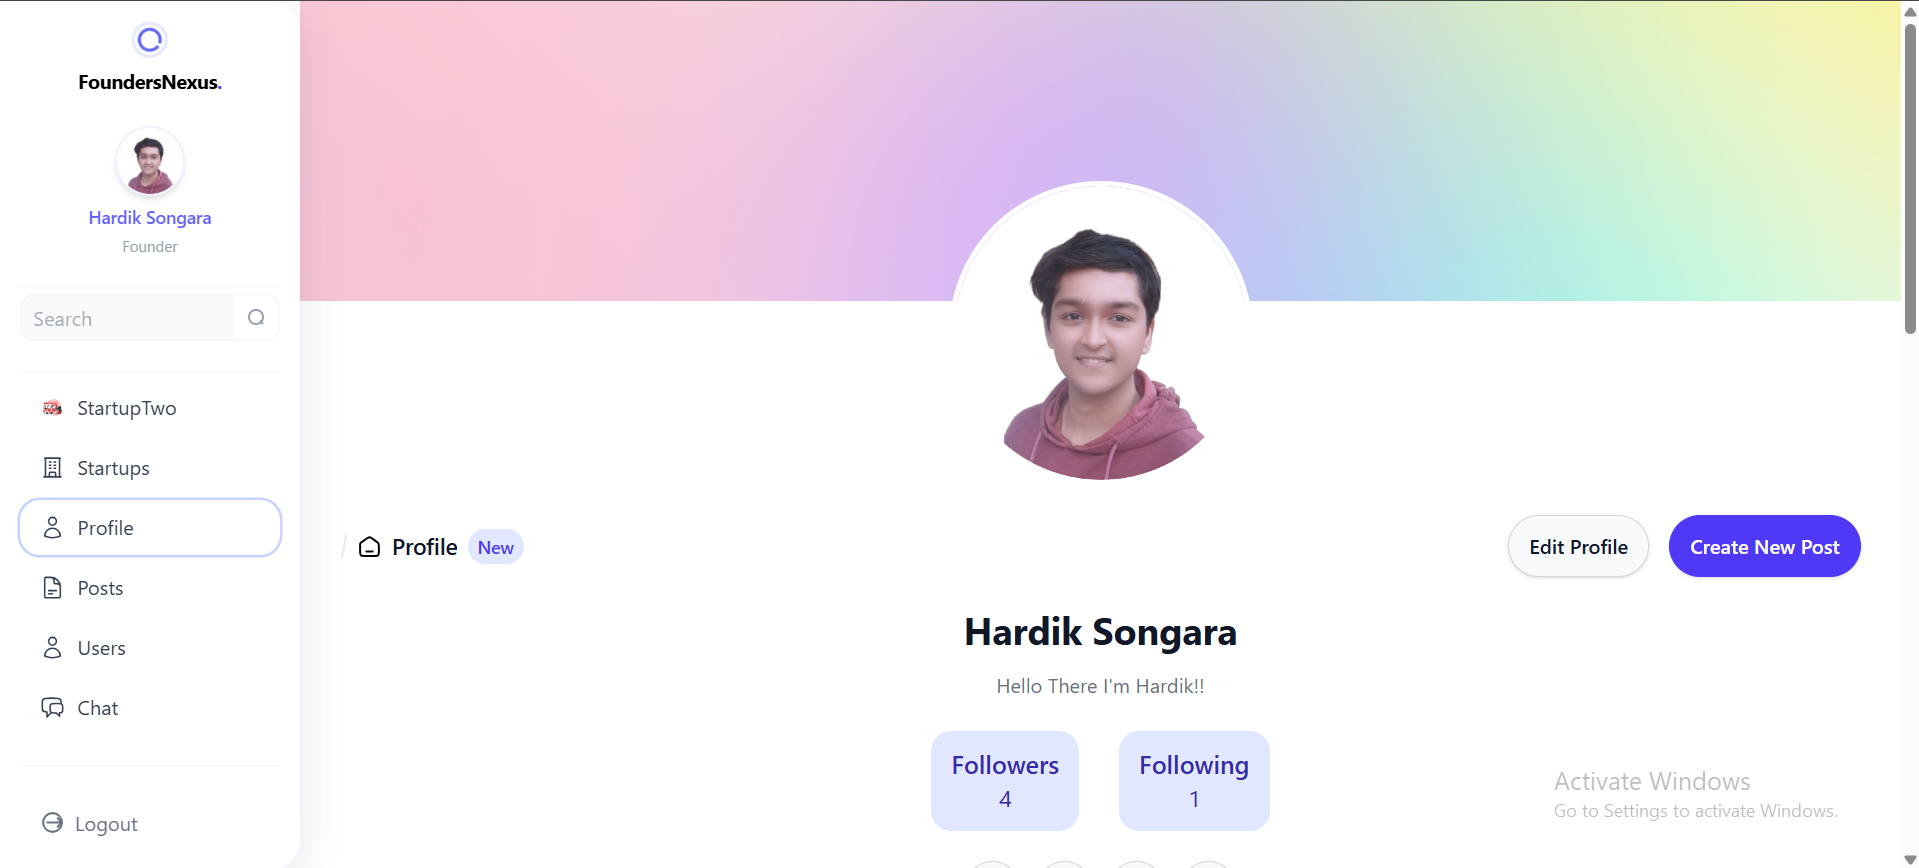 FoundersNexus.
Hardik Songara
Founder
Search
StartupTwo
Startups
Profile
Posts
Users
Chat
Logout
/ Profile New
Edit Profile
Create New Post
Hardik Songara
Hello There I'm Hardik!!
Followers
4
Following
1
Activate Windows
Go to Settings to activate Windows.